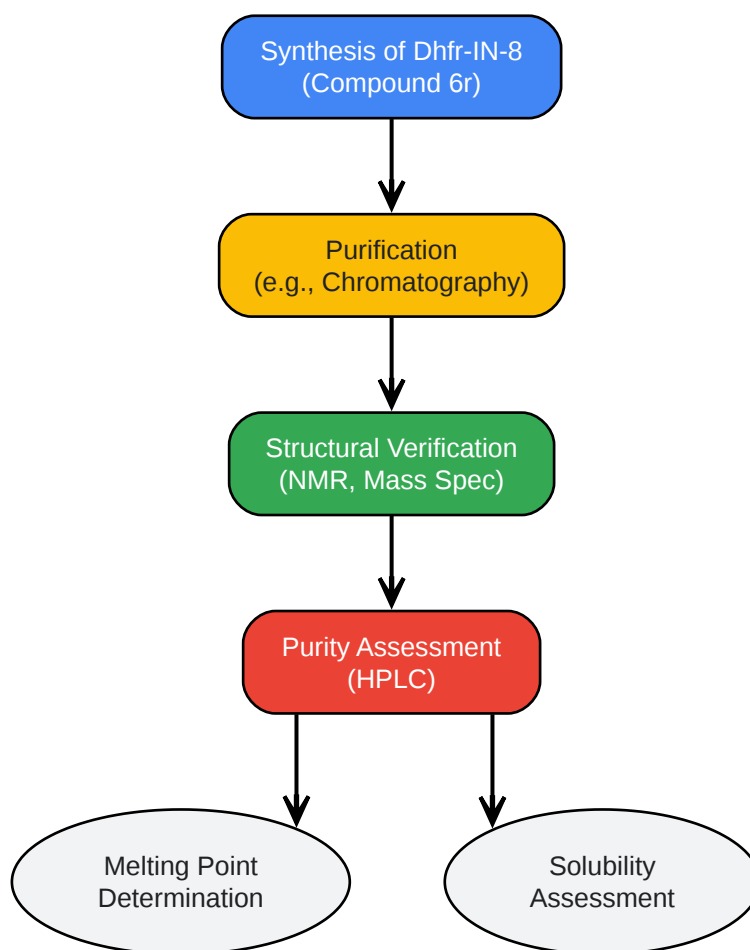 Synthesis of Dhfr-IN-8
(Compound 6r)
Purification
(e.g., Chromatography)
Structural Verification
(NMR, Mass Spec)
Purity Assessment
(HPLC)
Melting Point
Determination
Solubility
Assessment